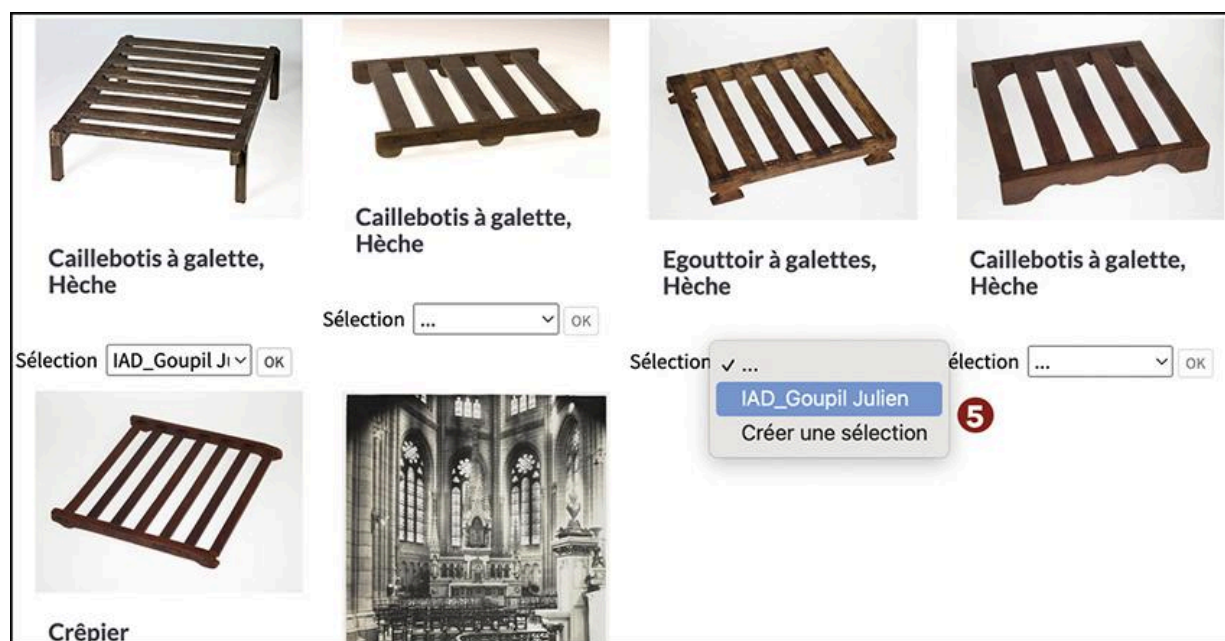 Caillebotis à galette,
Hèche
Sélection IAD_Goupil Ju OK
Caillebotis à galette,
Hèche
Sélection ... OK
Egouttoir à galettes,
Hèche
Sélection ✓ ...
IAD_Goupil Julien
Créer une sélection
5
Caillebotis à galette,
Hèche
élection ... OK
Crêpier